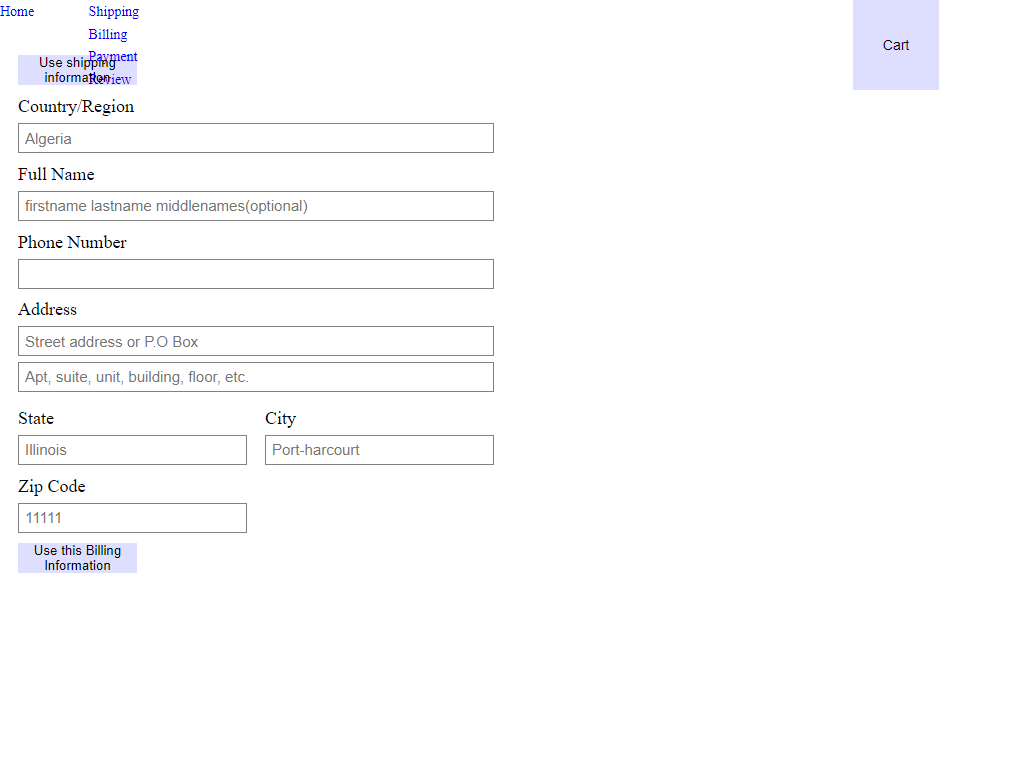 Home
Shipping
Billing
Payment
Review
Cart
Use shipping
information
Country/Region
Algeria
Full Name
firstname lastname middlenames(optional)
Phone Number
Address
Street address or P.O Box
Apt, suite, unit, building, floor, etc.
State
City
Illinois
Port-harcourt
Zip Code
11111
Use this Billing
Information